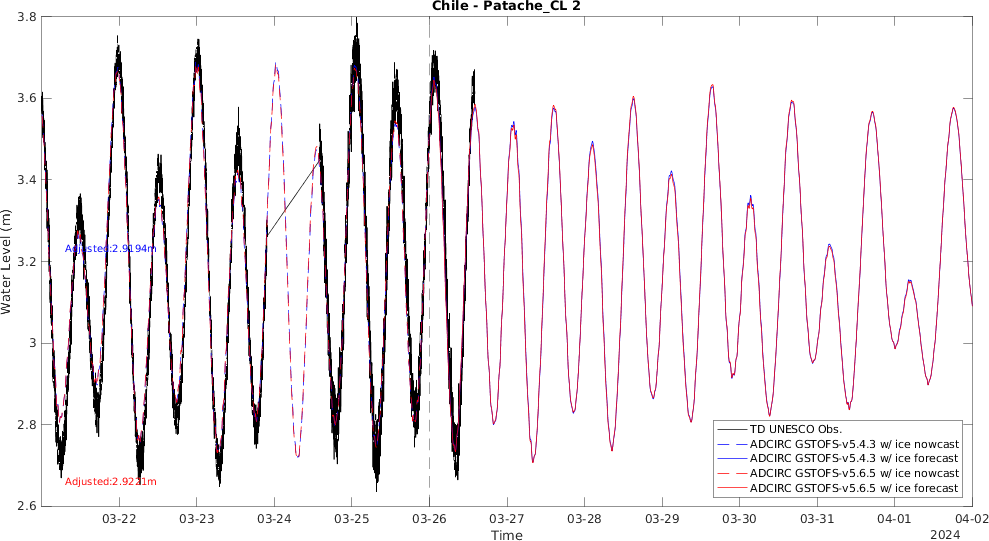 Chile - Patache_CL 2
3.8
3.6
3.4
3.2
3
2.8
2.6
Water Level (m)
Adjusted:2.9194m
Adjusted:2.9221m
TD UNESCO Obs.
ADCIRC GSTOFS-v5.4.3 w/ ice nowcast
ADCIRC GSTOFS-v5.4.3 w/ ice forecast
ADCIRC GSTOFS-v5.6.5 w/ ice nowcast
ADCIRC GSTOFS-v5.6.5 w/ ice forecast
03-22 03-23 03-24 03-25 03-26 03-27 03-28 03-29 03-30 03-31 04-01 04-02
Time
2024